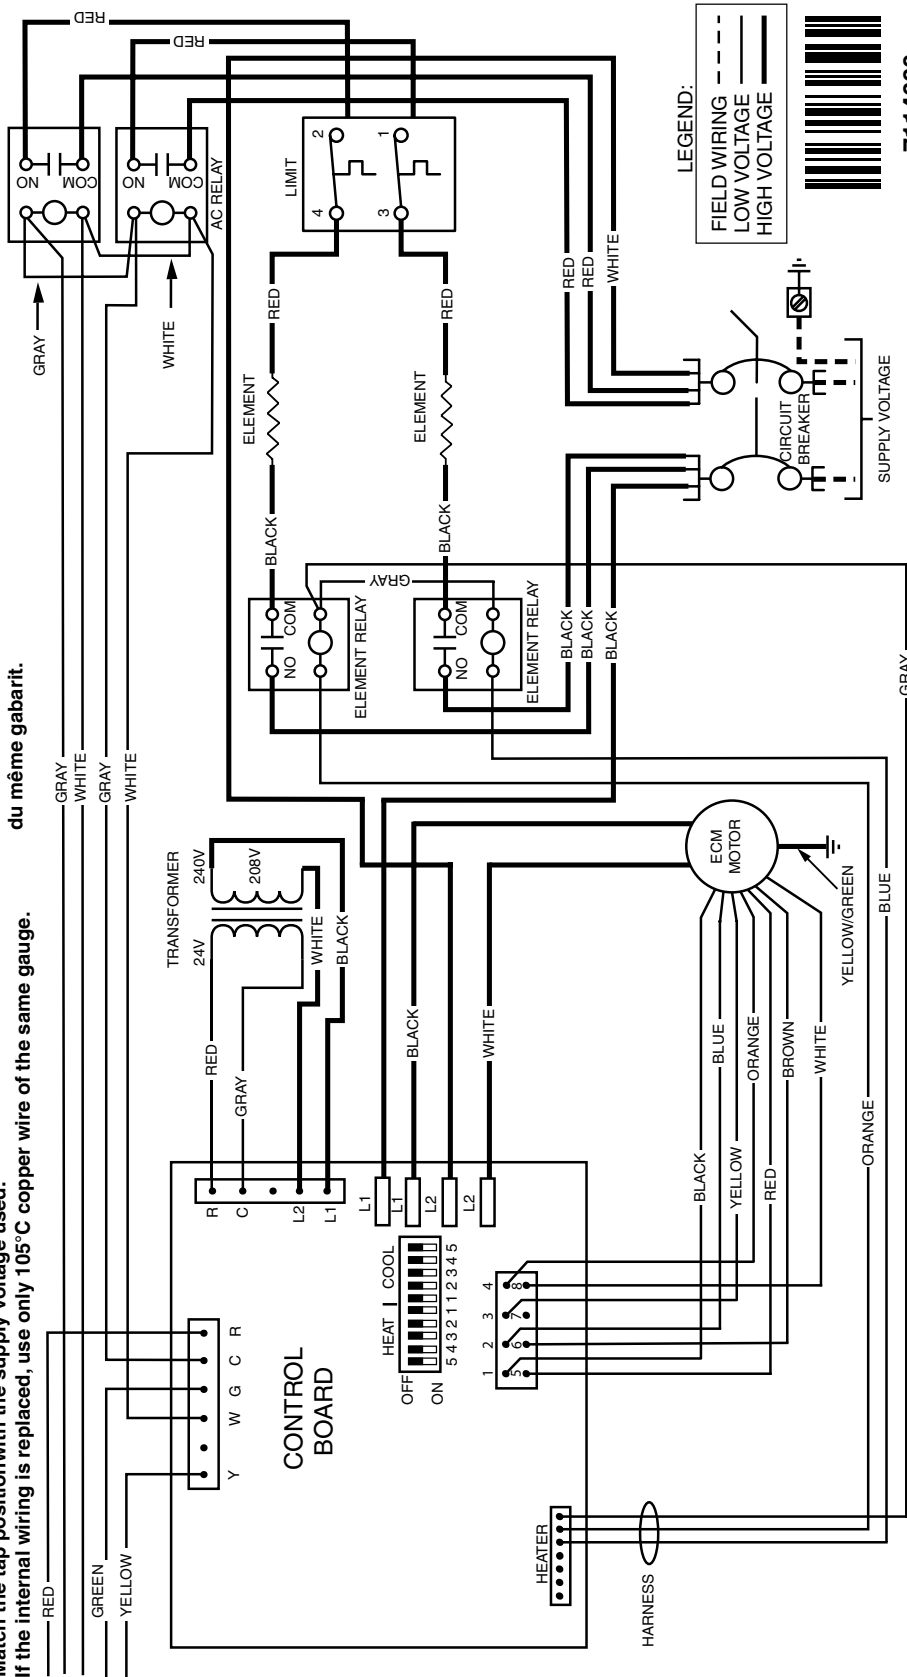 Match the tap position with the supply voltage used.
If the internal wiring is replaced, use only 105°C copper wire of the same gauge.
du même gabarit.
RED
GREEN
YELLOW
GRAY
WHITE
GRAY
WHITE
GRAY
WHITE
RED
RED
NO
COM
NO
COM
AC RELAY
LIMIT
2
1
4
3
RED
RED
ELEMENT
ELEMENT
BLACK
BLACK
GRAY
NO
COM
ELEMENT RELAY
NO
COM
ELEMENT RELAY
RED
RED
WHITE
BLACK
BLACK
BLACK
CIRCUIT
BREAKER
SUPPLY VOLTAGE
LEGEND:
FIELD WIRING
LOW VOLTAGE
HIGH VOLTAGE
TRANSFORMER
24V
240V
208V
WHITE
BLACK
RED
GRAY
R
C
L2
L1
L1
L1
L2
L2
BLACK
WHITE
Y
W
G
C
R
CONTROL
BOARD
HEAT
COOL
OFF
ON
5 4 3 2 1 1 2 3 4 5
1 2 3 4
5 6 7 8
ECM
MOTOR
YELLOW/GREEN
BLACK
BLUE
YELLOW
ORANGE
RED
BROWN
WHITE
ORANGE
BLUE
GRAY
HEATER
HARNESS